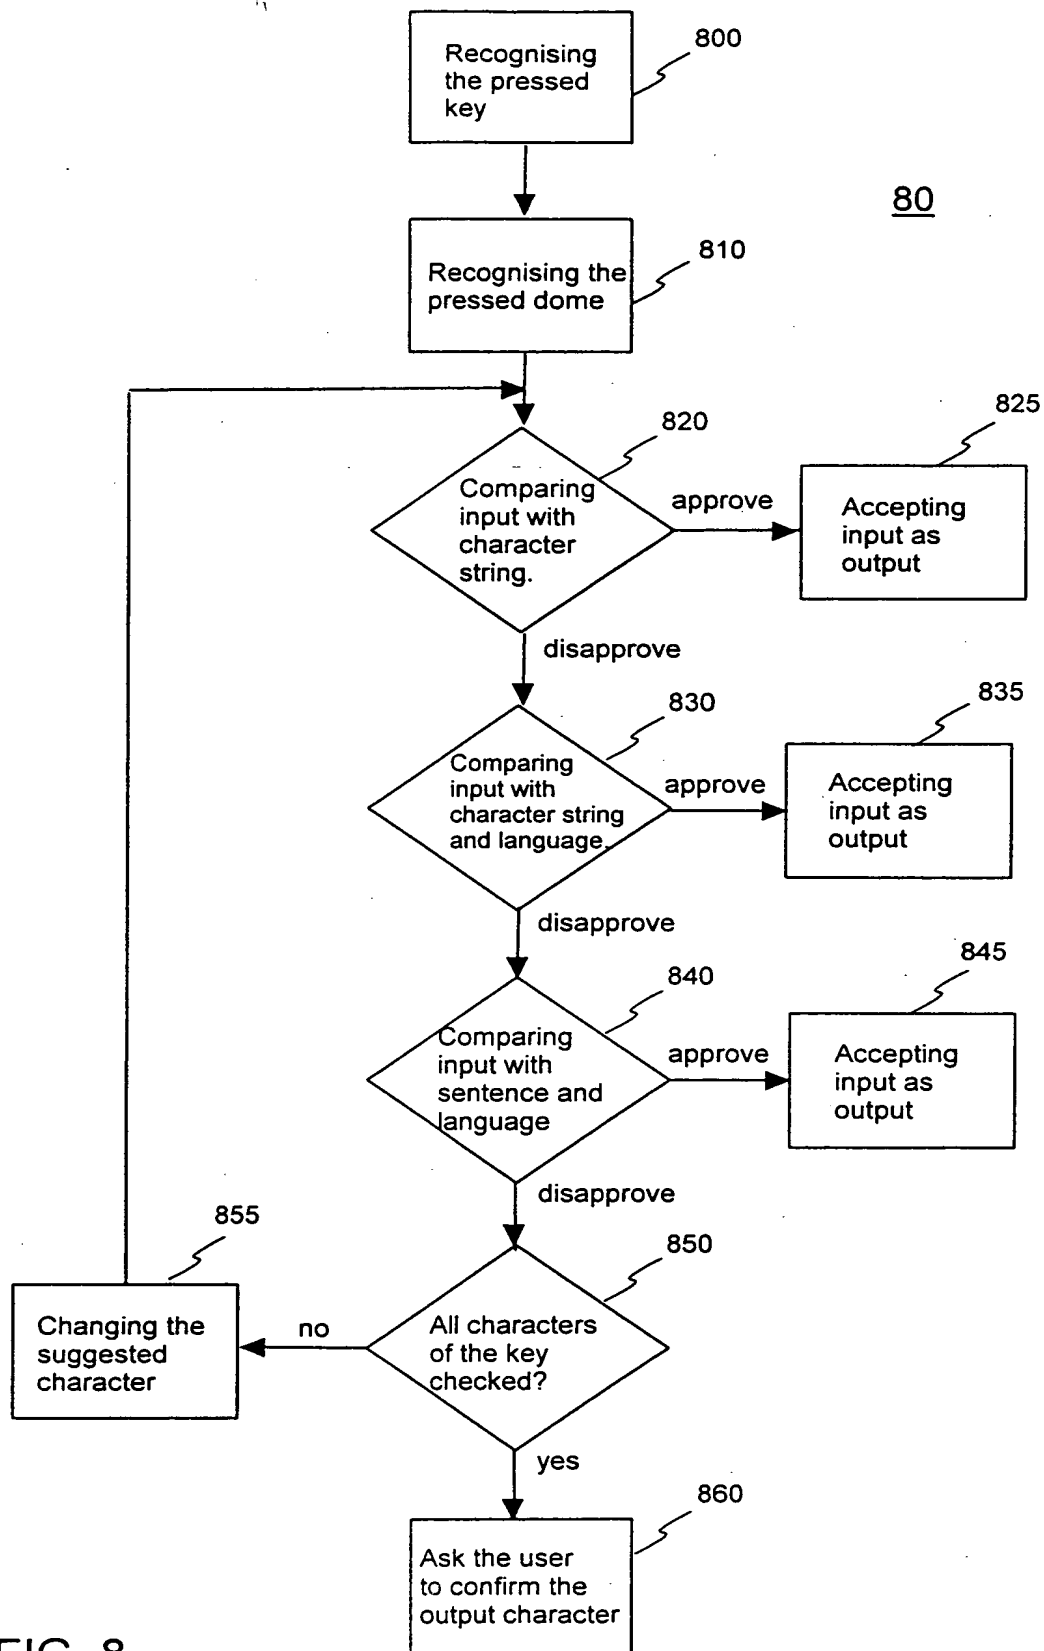 Recognising
the pressed
key
800
80
Recognising the
pressed dome
810
820
825
Comparing
input with
character
string.
approve
Accepting
input as
output
disapprove
830
835
Comparing
input with
character string
and language.
approve
Accepting
input as
output
disapprove
840
845
Comparing
input with
sentence and
language
approve
Accepting
input as
output
disapprove
855
850
Changing the
suggested
character
no
All characters
of the key
checked?
yes
860
Ask the user
to confirm the
output character
FIG. 8